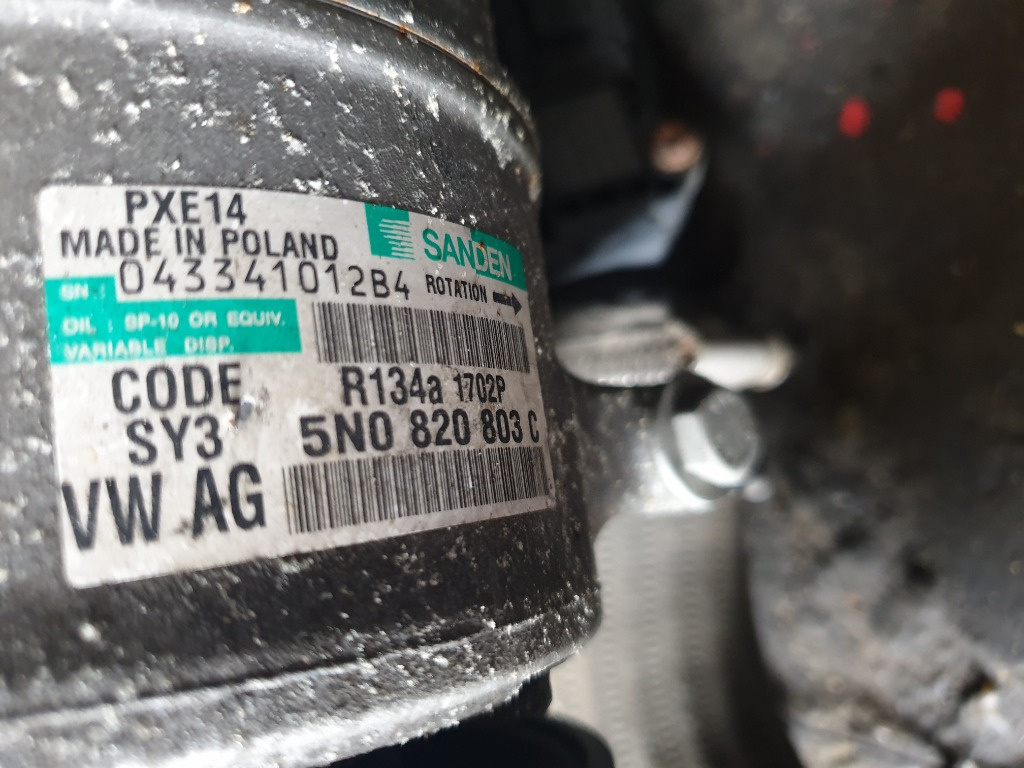 PXE14
MADE IN POLAND
SANDEN
SN: 043341012B4
ROTATION
OIL : SP-10 OR EQUIV.
VARIABLE DISP.
CODE
SY3
R134a 1702P
5N0 820 803 C
VW AG